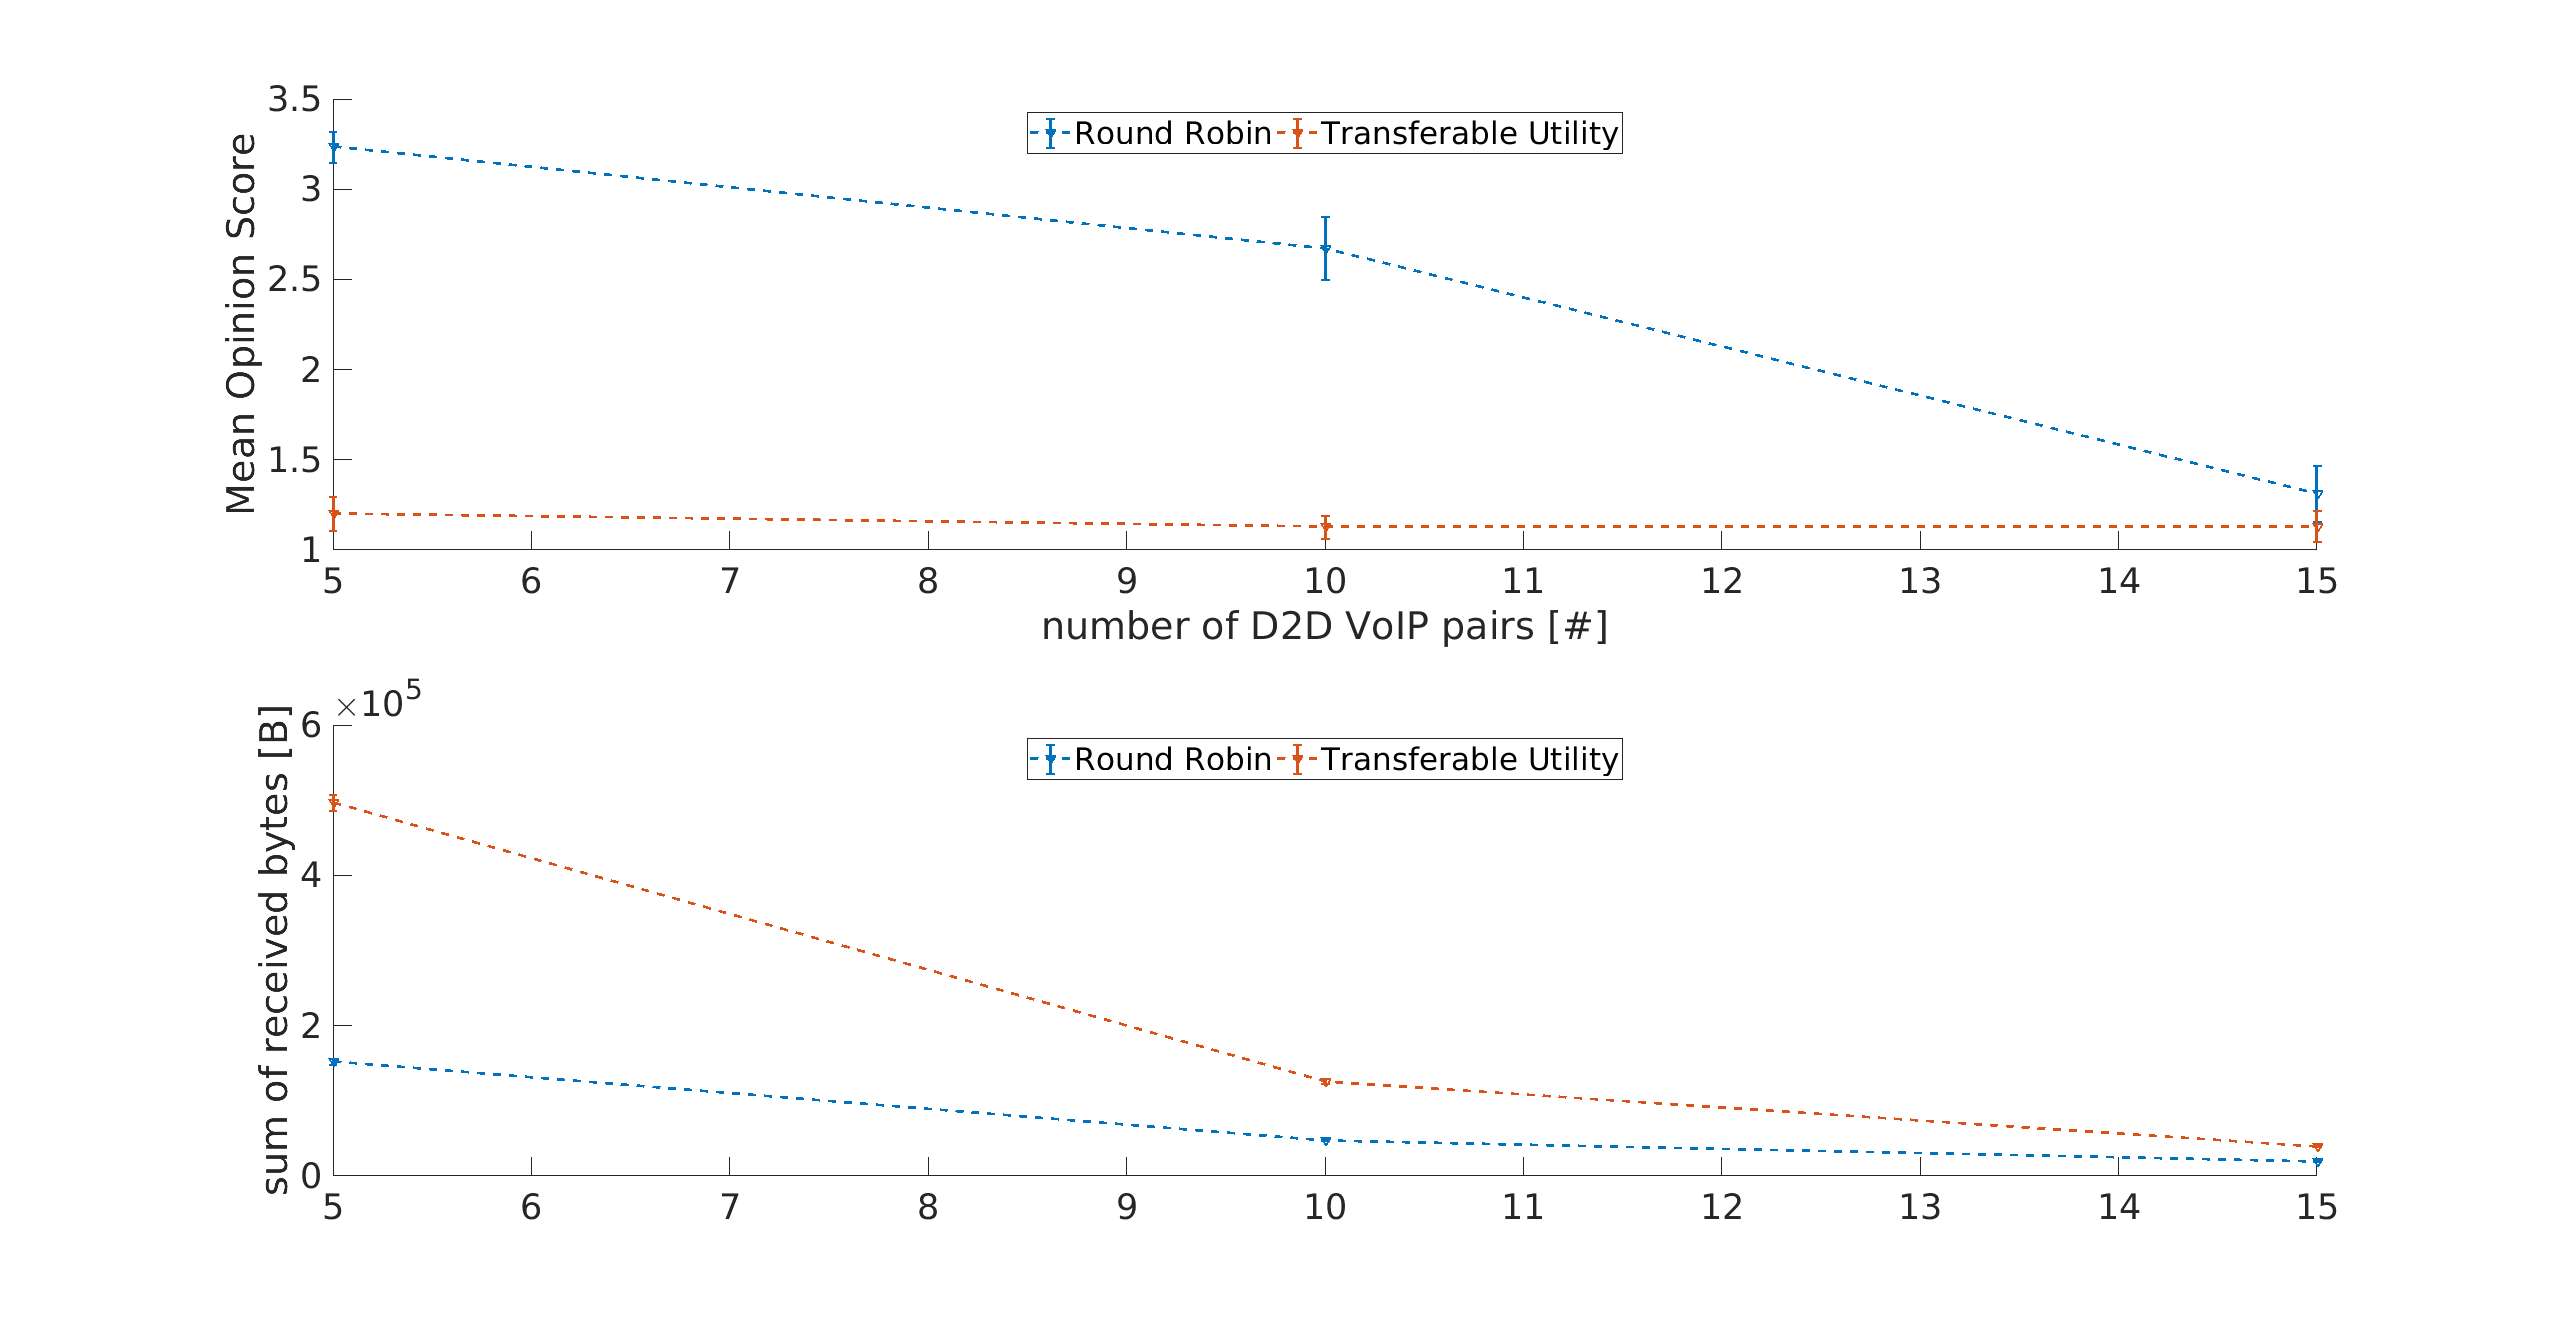 3.5
3
2.5
2
1.5
1
Mean Opinion Score
Round Robin Transferable Utility
5 6 7 8 9 10 11 12 13 14 15
number of D2D VoIP pairs [#]
×10^5
6
4
2
0
sum of received bytes [B]
Round Robin Transferable Utility
5 6 7 8 9 10 11 12 13 14 15